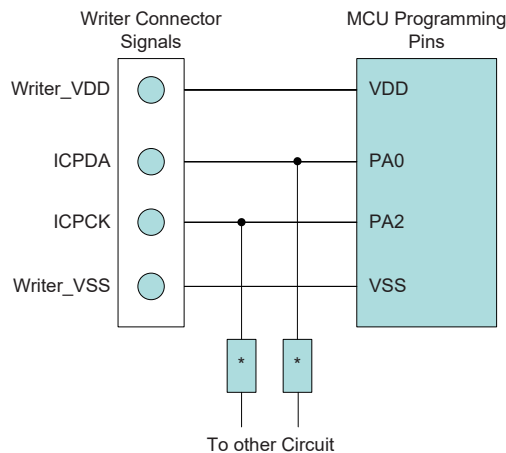 Writer Connector
Signals
MCU Programming
Pins
Writer_VDD
VDD
ICPDA
PA0
ICPCK
PA2
Writer_VSS
VSS
*
*
To other Circuit